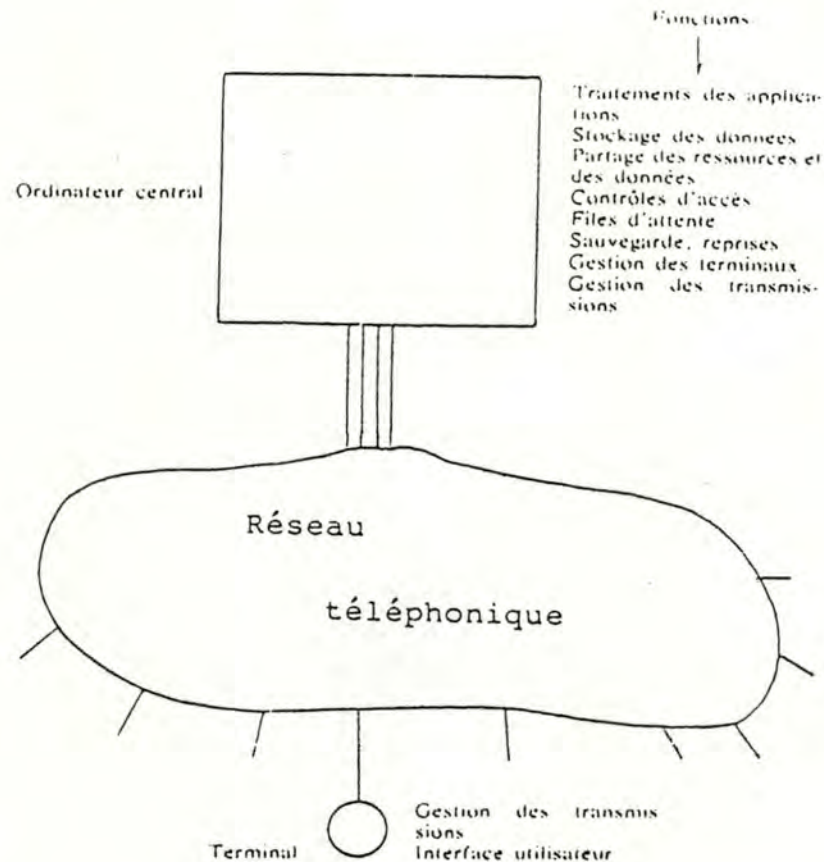 Fonctions
Traitements des applica-
tions
Stockage des données
Partage des ressources et
des données
Contrôles d'accès
Files d'attente
Sauvegarde, reprises
Gestion des terminaux
Gestion des transmis-
sions
Ordinateur central
Réseau
téléphonique
Gestion des transmis
sions
Terminal Interface utilisateur